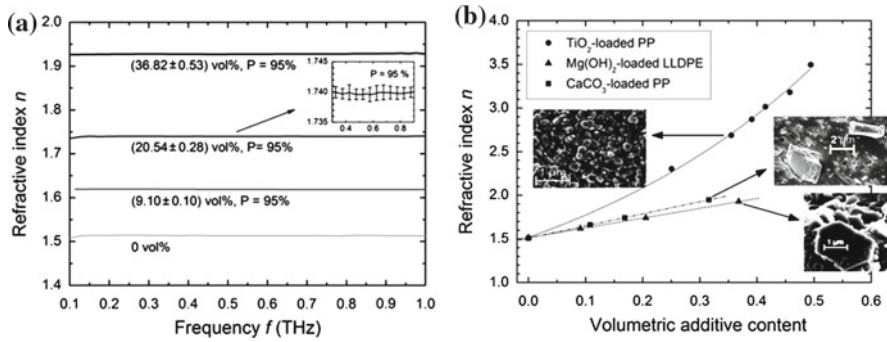 (a)
Refractive index n
2.0
1.9
1.8
1.7
1.6
1.5
1.4
(36.82±0.53) vol%, P = 95%
1.745
1.740
1.735
P = 95 %
0.4 0.6 0.8
(20.54±0.28) vol%, P= 95%
(9.10±0.10) vol%, P = 95%
0 vol%
0.1 0.2 0.3 0.4 0.5 0.6 0.7 0.8 0.9 1.0
Frequency f (THz)
(b)
Refractive index n
4.0
3.5
3.0
2.5
2.0
1.5
1.0
TiO₂-loaded PP
Mg(OH)₂-loaded LLDPE
CaCO₃-loaded PP
1 µm
0.0 0.1 0.2 0.3 0.4 0.5 0.6
Volumetric additive content